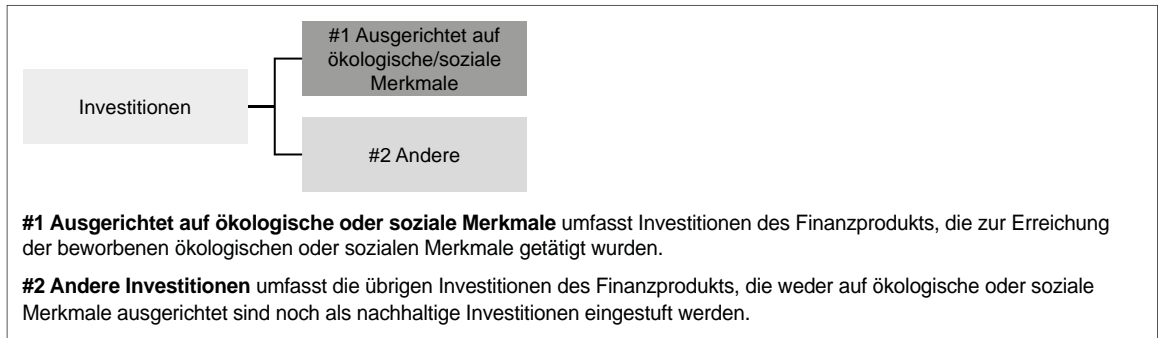 #1 Ausgerichtet auf
ökologische/soziale
Merkmale
Investitionen
#2 Andere
#1 Ausgerichtet auf ökologische oder soziale Merkmale umfasst Investitionen des Finanzprodukts, die zur Erreichung
der beworbenen ökologischen oder sozialen Merkmale getätigt wurden.
#2 Andere Investitionen umfasst die übrigen Investitionen des Finanzprodukts, die weder auf ökologische oder soziale
Merkmale ausgerichtet sind noch als nachhaltige Investitionen eingestuft werden.